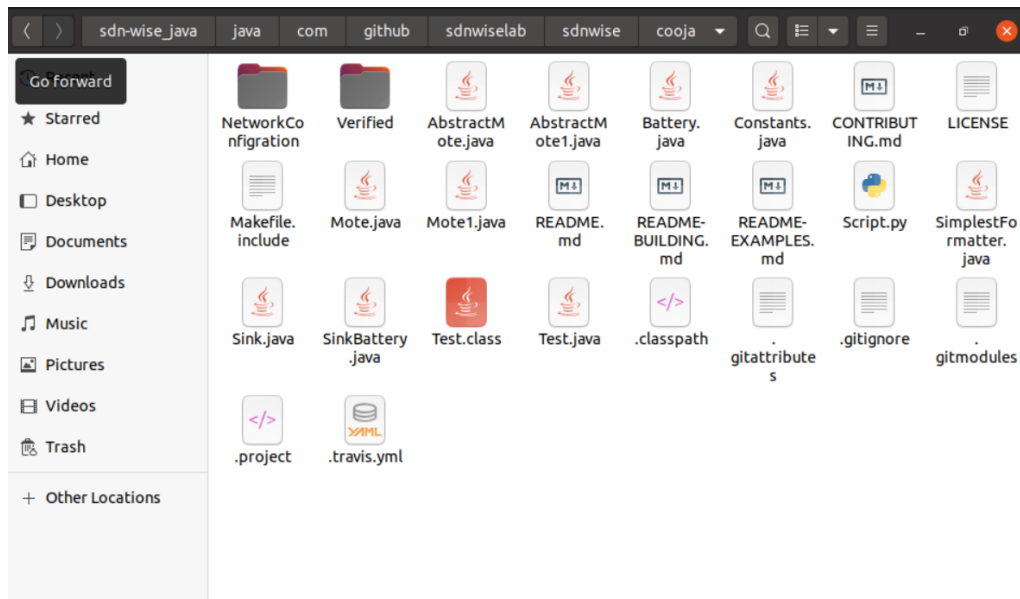 sdn-wise_java java com github sdnwiselab sdnwise cooja
Go forward
Starred
Home
Desktop
Documents
Downloads
Music
Pictures
Videos
Trash
Other Locations
NetworkCo
nfigration
Verified
AbstractM
ote.java
AbstractM
ote1.java
Battery.
java
Constants.
java
CONTRIBUT
ING.md
LICENSE
Makefile.
include
Mote.java
Mote1.java
README.
md
README-
BUILDING.
md
README-
EXAMPLES.
md
Script.py
SimplestFo
rmatter.
java
Sink.java
SinkBattery
.java
Test.class
Test.java
.classpath
.
gitattribute
s
.gitignore
.
gitmodules
.project
.travis.yml